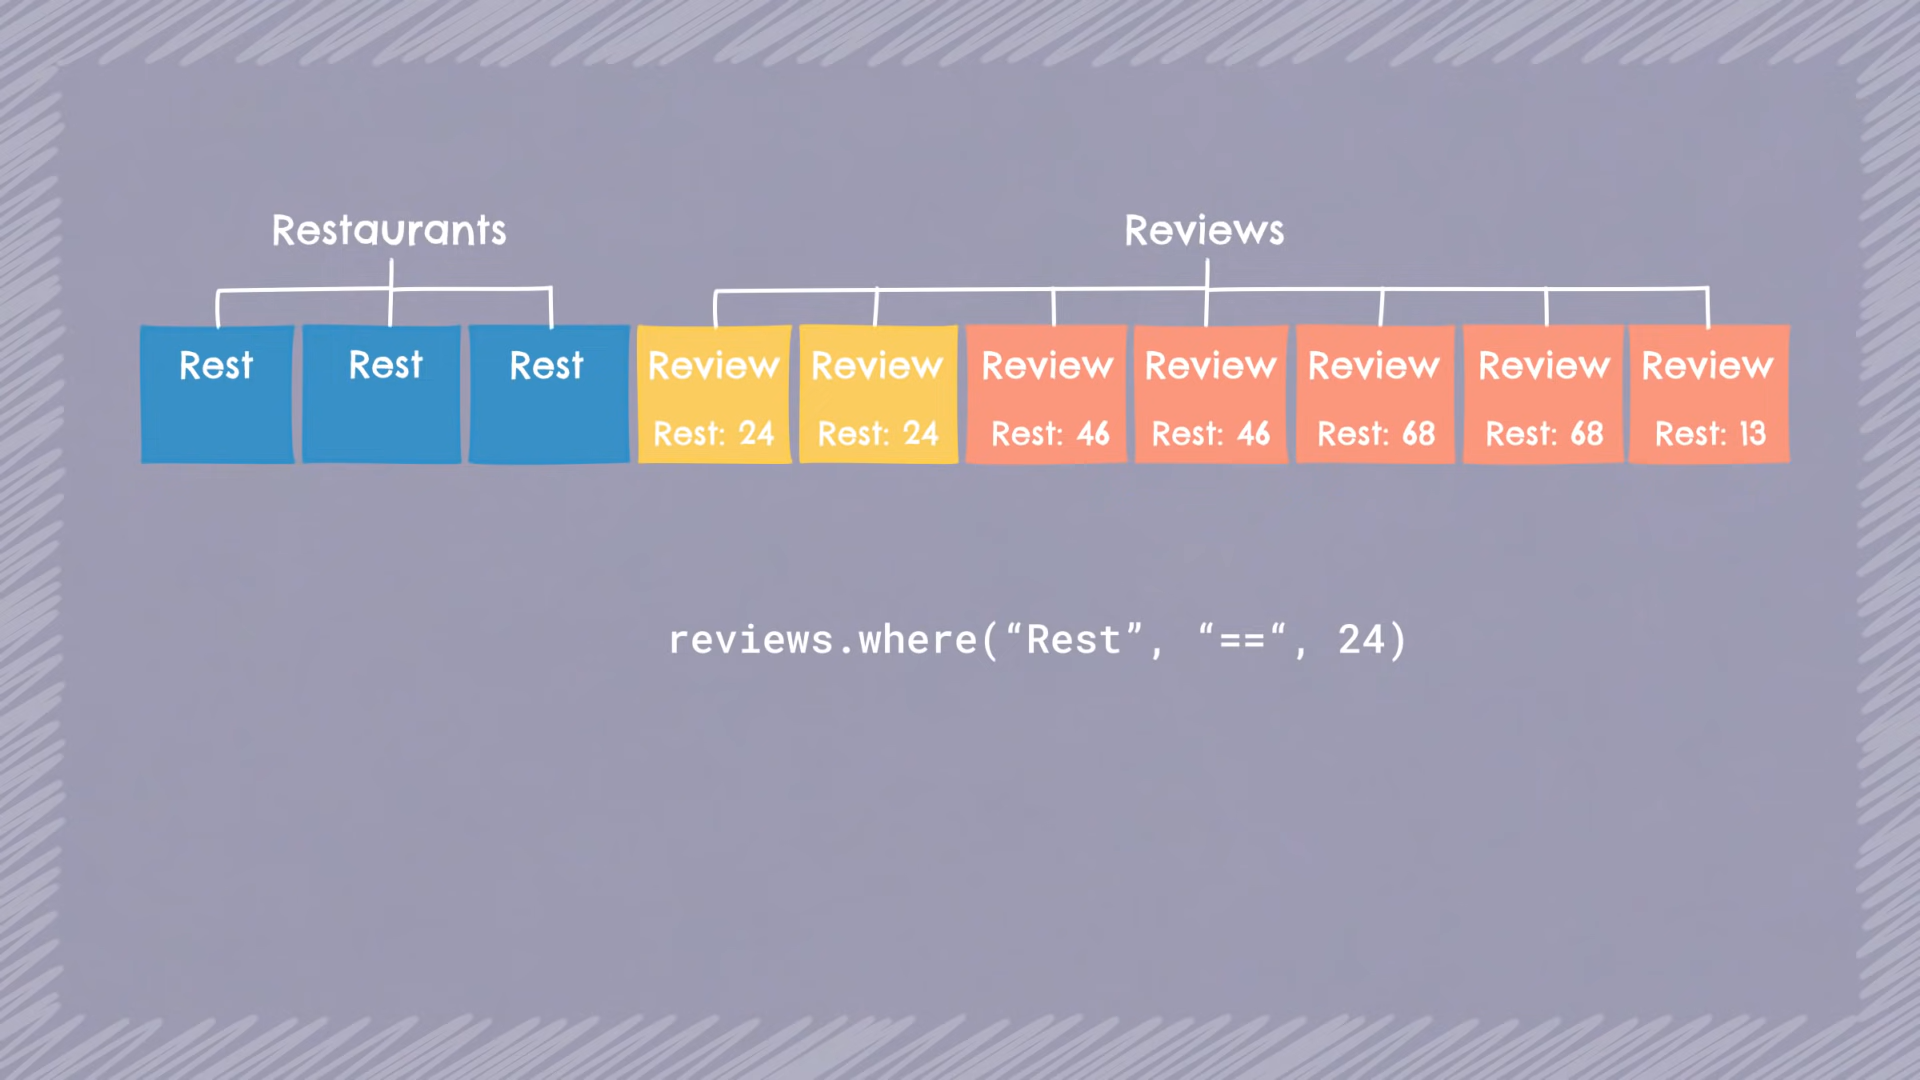 Restaurants Reviews
Rest Rest Rest Review Review Review Review Review Review Review
Rest: 24 Rest: 24 Rest: 46 Rest: 46 Rest: 68 Rest: 68 Rest: 13
reviews.where(“Rest”, “==“, 24)